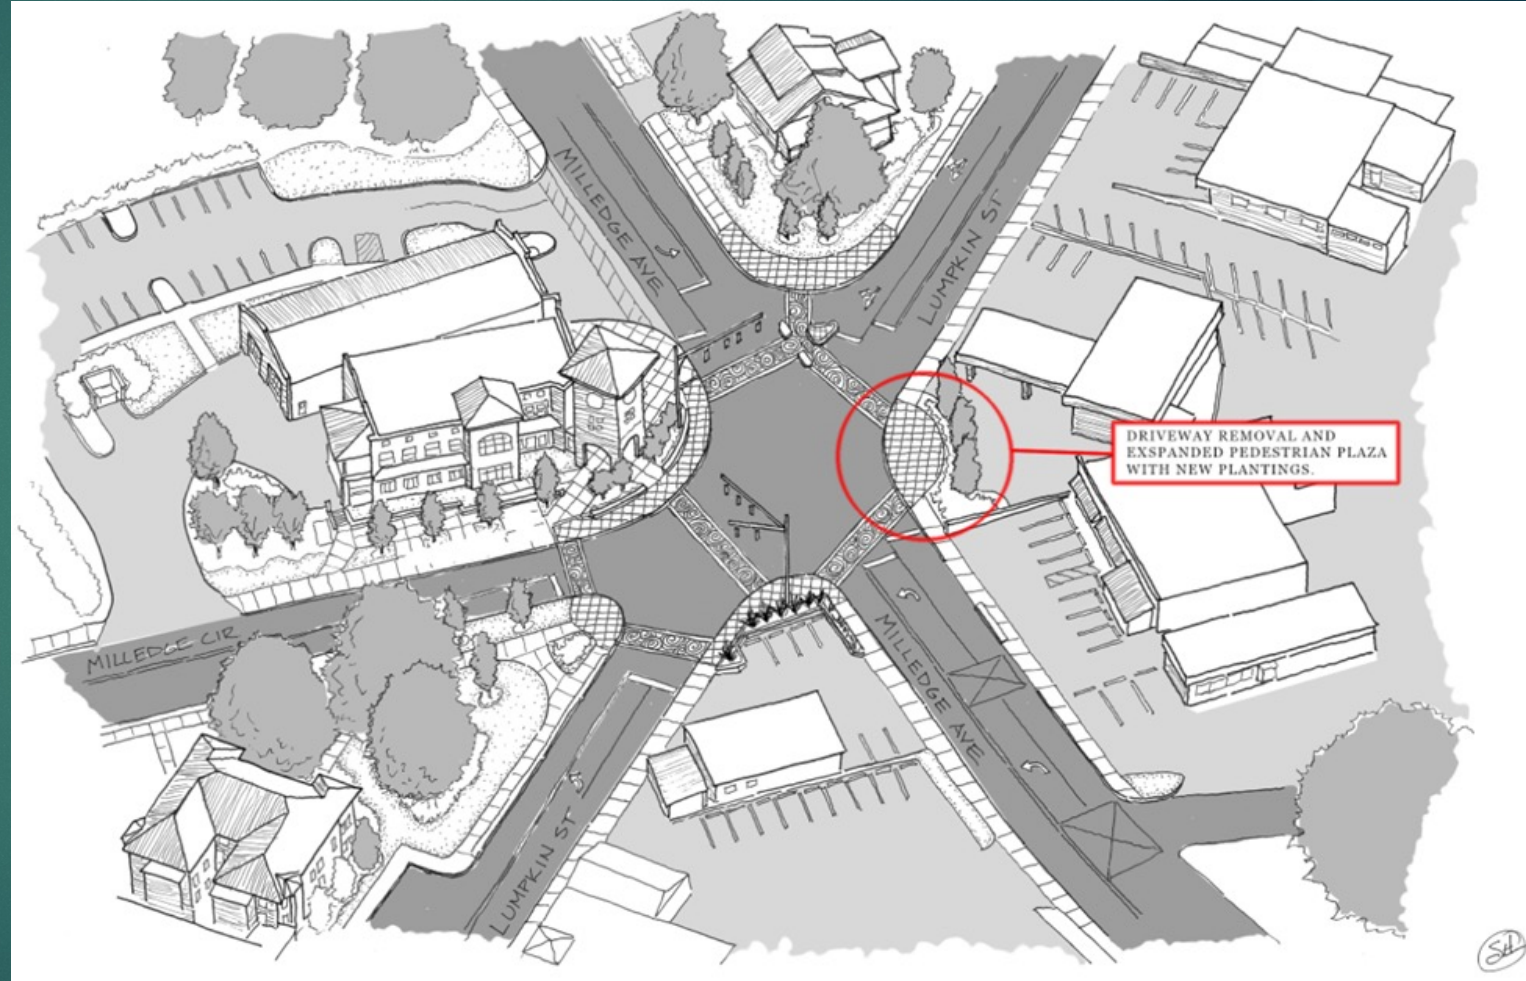 MILLEDGE AVE
LUMPKIN ST
DRIVEWAY REMOVAL AND
EXSPANDED PEDESTRIAN PLAZA
WITH NEW PLANTINGS.
MILLEDGE CIR
MILLEDGE AVE
LUMPKIN ST
SH